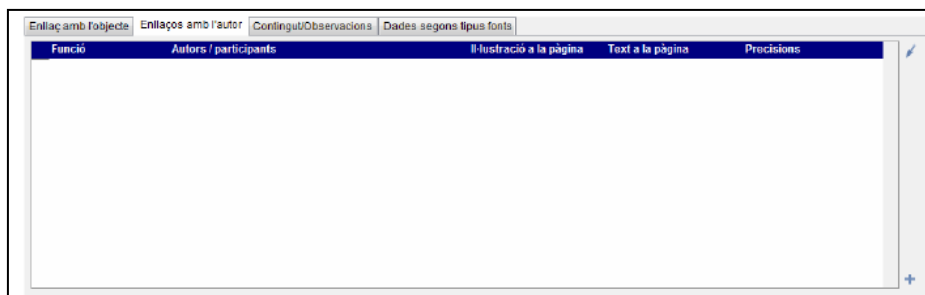 Enllaç amb l'objecte Enllaços amb l'autor Contingut/Observacions Dades segons tipus fonts
Funció Autors / participants Il·lustració a la pàgina Text a la pàgina Precisions